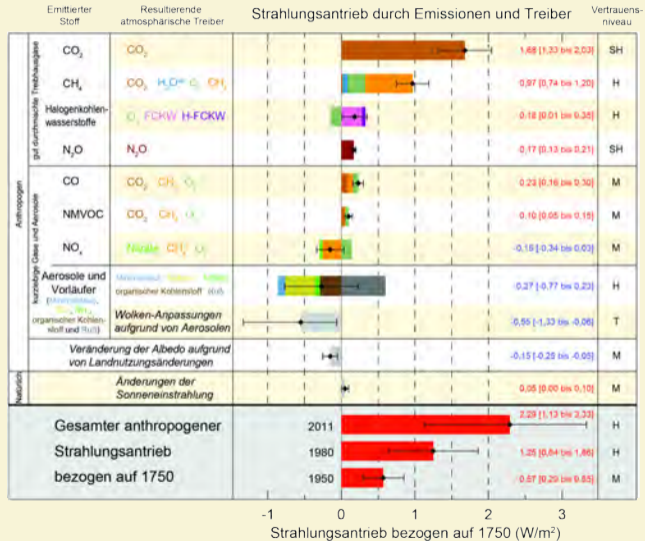 Emittierter Stoff
Resultierende atmosphärische Treiber
Strahlungsantrieb durch Emissionen und Treiber
Vertrauens-
niveau
Anthropogen
gut durchmischte Treibhausgase
CO₂ CO₂ 1,68 [1,33 bis 2,03] SH
CH₄ CO₂ H₂O O₃ CH₄ 0,97 [0,74 bis 1,20] H
Halogenkohlen-
wasserstoffe O₃ FCKW H-FCKW 0,18 [0,01 bis 0,35] H
N₂O N₂O 0,17 [0,13 bis 0,21] SH
kurzlebige Gase und Aerosole
CO CO₂ CH₄ O₃ 0,23 [0,16 bis 0,30] M
NMVOC CO₂ CH₄ O₃ 0,10 [0,05 bis 0,15] M
NOₓ Nitrate CH₄ O₃ -0,15 [-0,34 bis 0,03] M
Aerosole und
Vorläufer
(Mineralstaub,
organischer Kohlen-
stoff und Ruß)
Mineralstaub
organischer Kohlenstoff Ruß
-0,27 [-0,77 bis 0,23] H
Wolken-Anpassungen
aufgrund von Aerosolen -0,55 [-1,33 bis -0,06] T
Veränderung der Albedo aufgrund
von Landnutzungsänderungen -0,15 [-0,25 bis -0,05] M
Natürlich
Änderungen der
Sonneneinstrahlung 0,05 [0,00 bis 0,10] M
Gesamter anthropogener
Strahlungsantrieb
bezogen auf 1750
2011 2,29 [1,13 bis 3,33] H
1980 1,25 [0,64 bis 1,86] H
1950 0,57 [0,29 bis 0,85] M
-1 0 1 2 3
Strahlungsantrieb bezogen auf 1750 (W/m²)